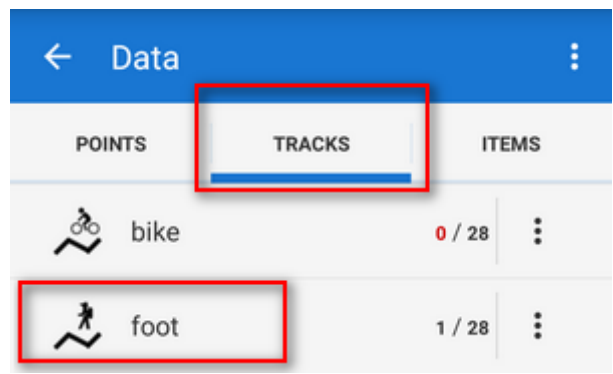 Data
POINTS TRACKS ITEMS
bike 0 / 28
foot 1 / 28